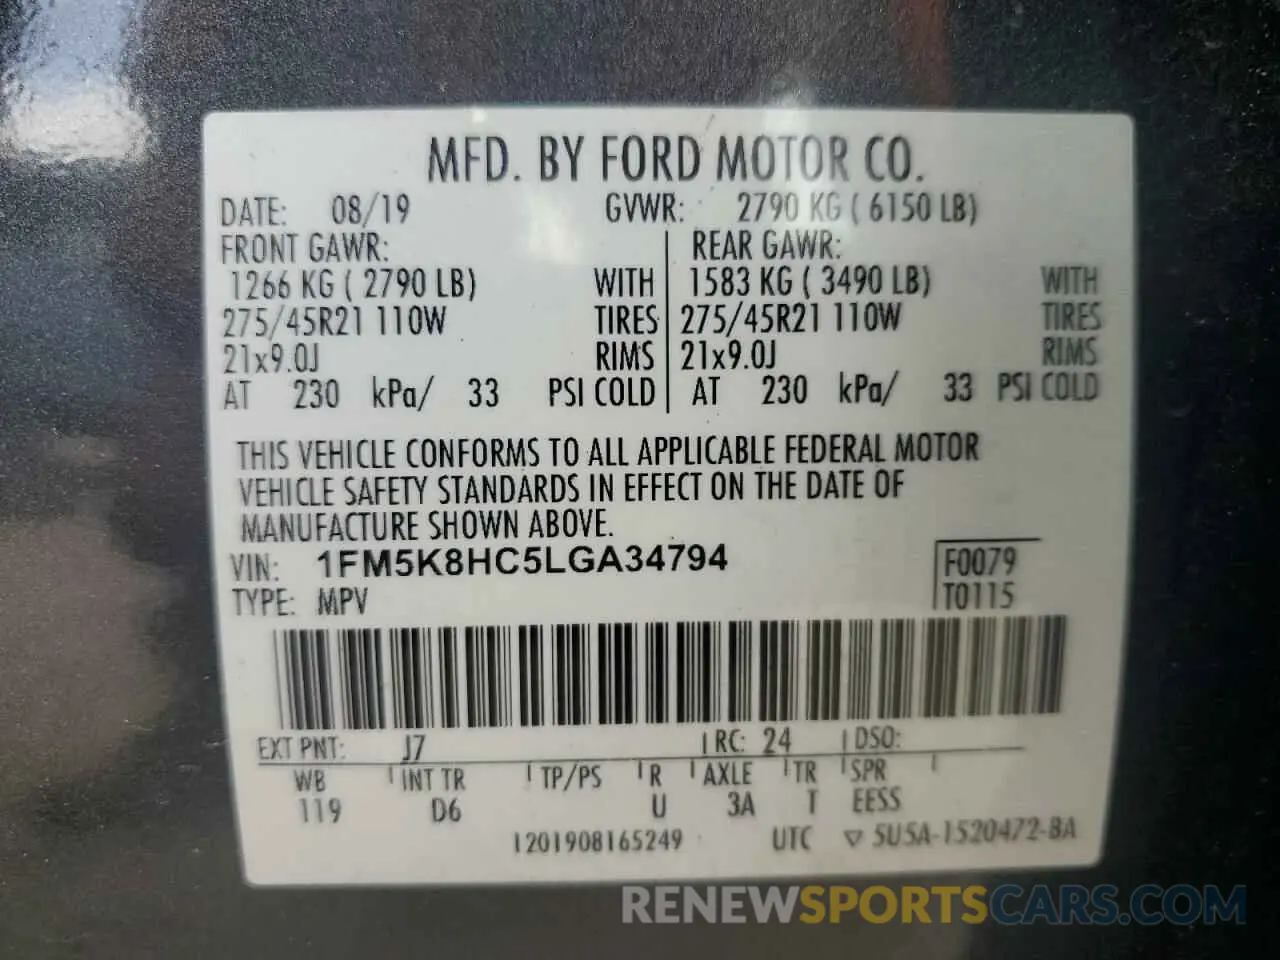 MFD. BY FORD MOTOR CO.
DATE: 08/19 GVWR: 2790 KG ( 6150 LB)
FRONT GAWR: REAR GAWR:
1266 KG ( 2790 LB) WITH 1583 KG ( 3490 LB) WITH
275/45R21 110W TIRES 275/45R21 110W TIRES
21x9.0J RIMS 21x9.0J RIMS
AT 230 kPa/ 33 PSI COLD AT 230 kPa/ 33 PSI COLD
THIS VEHICLE CONFORMS TO ALL APPLICABLE FEDERAL MOTOR
VEHICLE SAFETY STANDARDS IN EFFECT ON THE DATE OF
MANUFACTURE SHOWN ABOVE.
VIN: 1FM5K8HC5LGA34794 F0079
TYPE: MPV T0115
EXT PNT: J7 RC: 24 DSO:
WB INT TR TP/PS R AXLE TR SPR
119 D6 U 3A T EESS
1201908165249 UTC ▽ 5U5A-1520472-BA
RENEWSPORTSCARS.COM